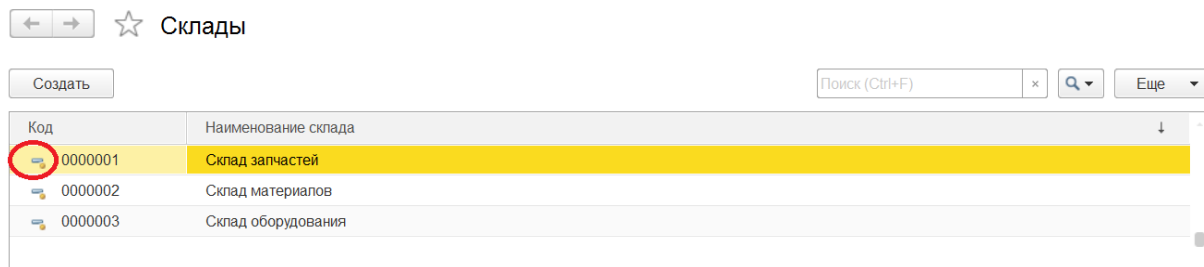 Склады
Создать Поиск (Ctrl+F) × Еще
Код Наименование склада ↓
0000001 Склад запчастей
0000002 Склад материалов
0000003 Склад оборудования